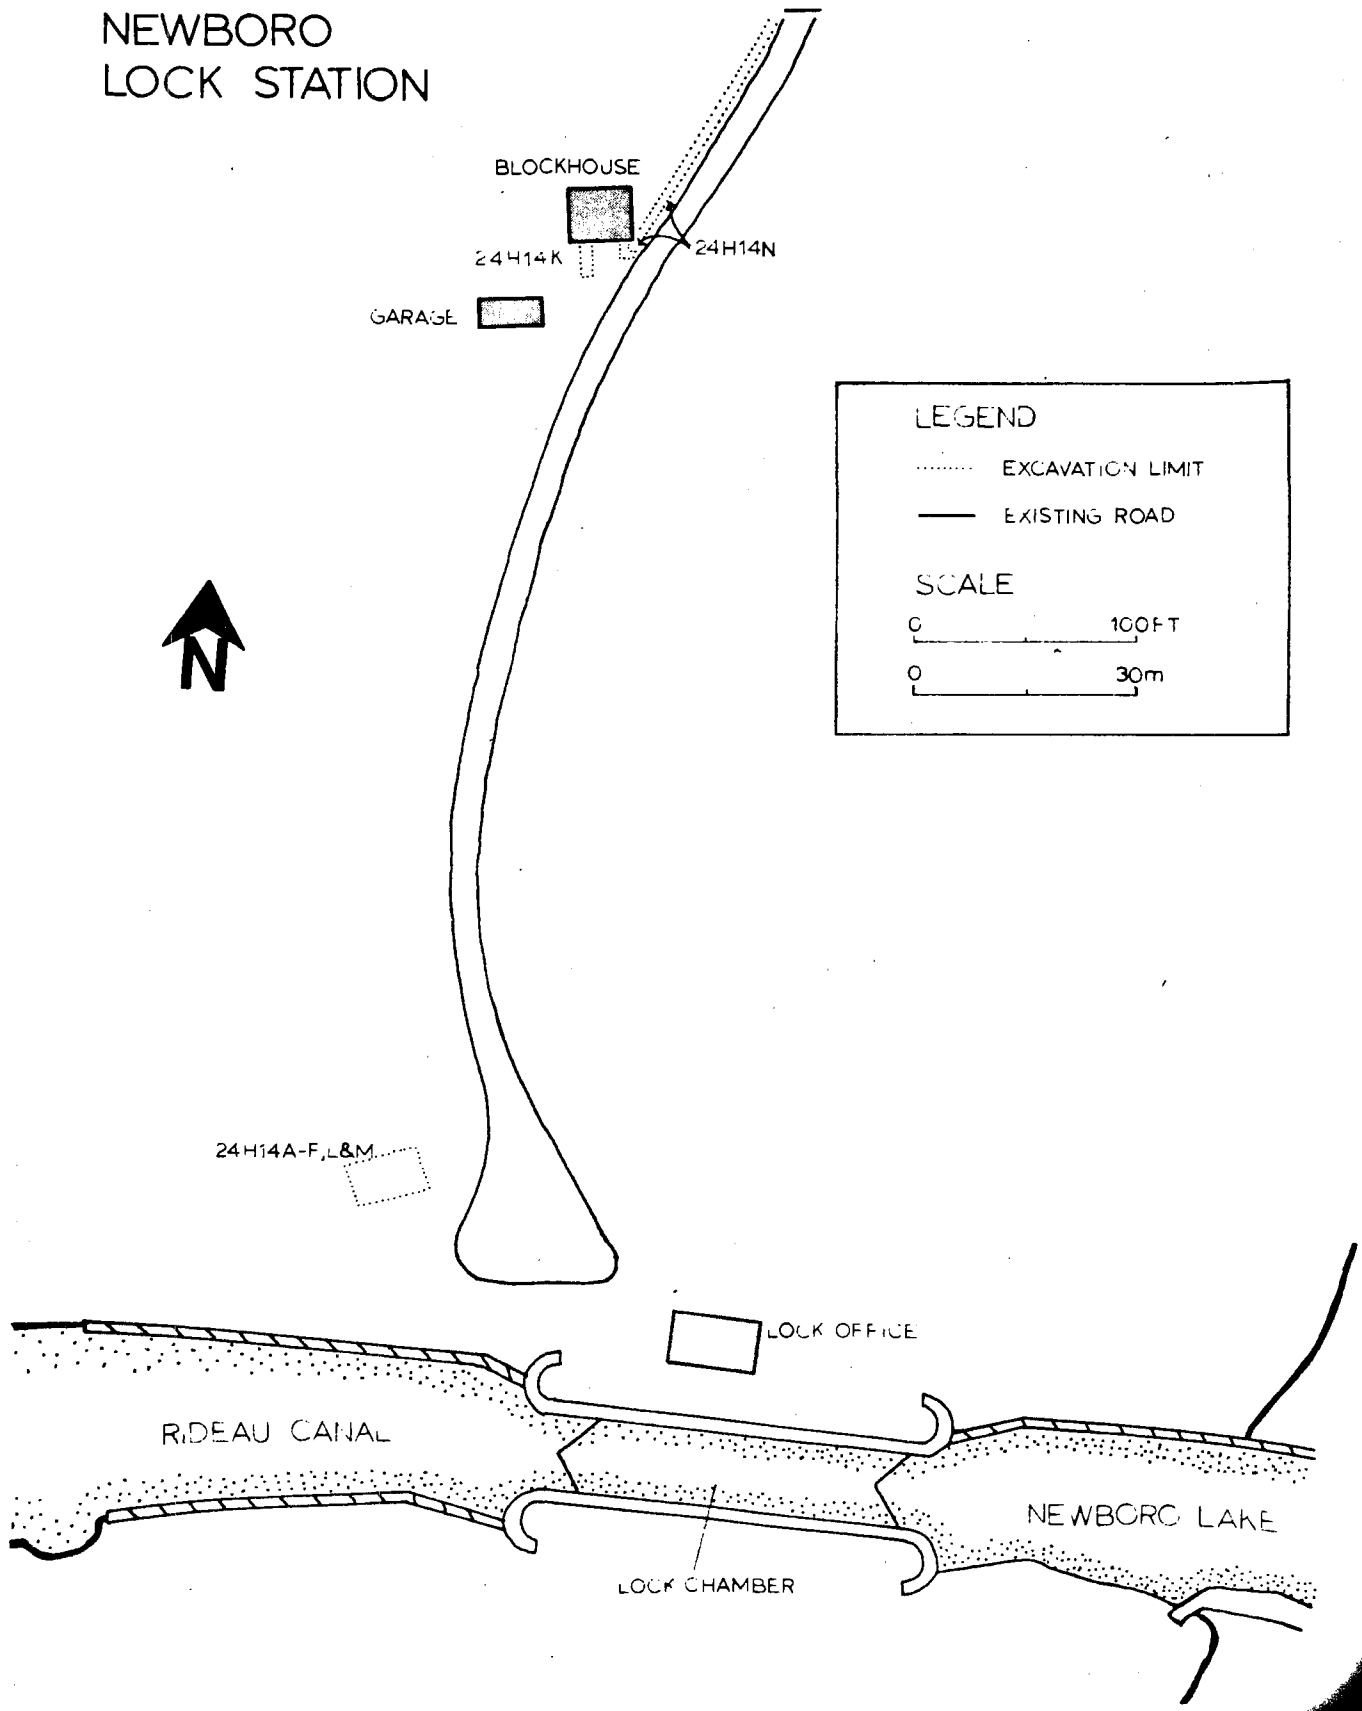 NEWBORO
LOCK STATION
BLOCKHOUSE
24H14K
24H14N
GARAGE
LEGEND
EXCAVATION LIMIT
EXISTING ROAD
SCALE
0 100FT
0 30m
N
24H14A-F,L&M
LOCK OFFICE
RIDEAU CANAL
NEWBORO LAKE
LOCK CHAMBER